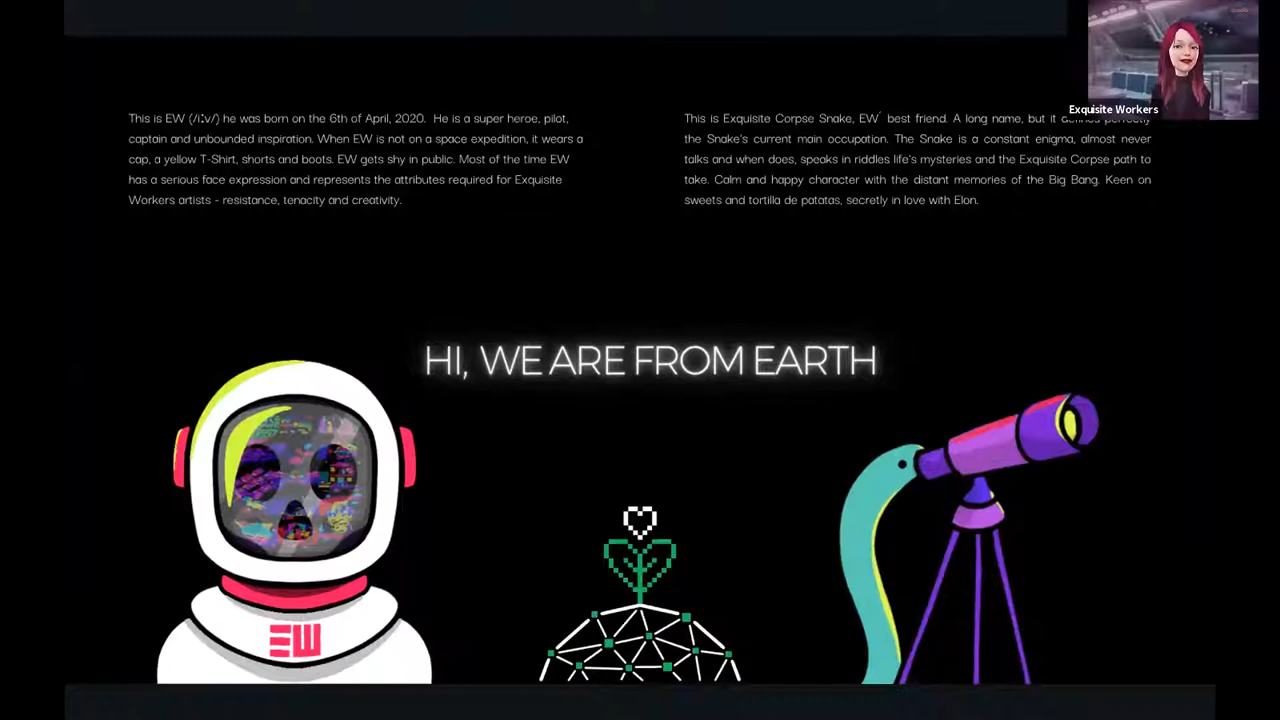 This is EW (/i:v/) he was born on the 6th of April, 2020. He is a super heroe, pilot,
captain and unbounded inspiration. When EW is not on a space expedition, it wears a
cap, a yellow T-Shirt, shorts and boots. EW gets shy in public. Most of the time EW
has a serious face expression and represents the attributes required for Exquisite
Workers artists - resistance, tenacity and creativity.
This is Exquisite Corpse Snake, EW´ best friend. A long name, but it defines perfectly
the Snake's current main occupation. The Snake is a constant enigma, almost never
talks and when does, speaks in riddles life's mysteries and the Exquisite Corpse path to
take. Calm and happy character with the distant memories of the Big Bang. Keen on
sweets and tortilla de patatas, secretly in love with Elon.
Exquisite Workers
HI, WE ARE FROM EARTH
EW